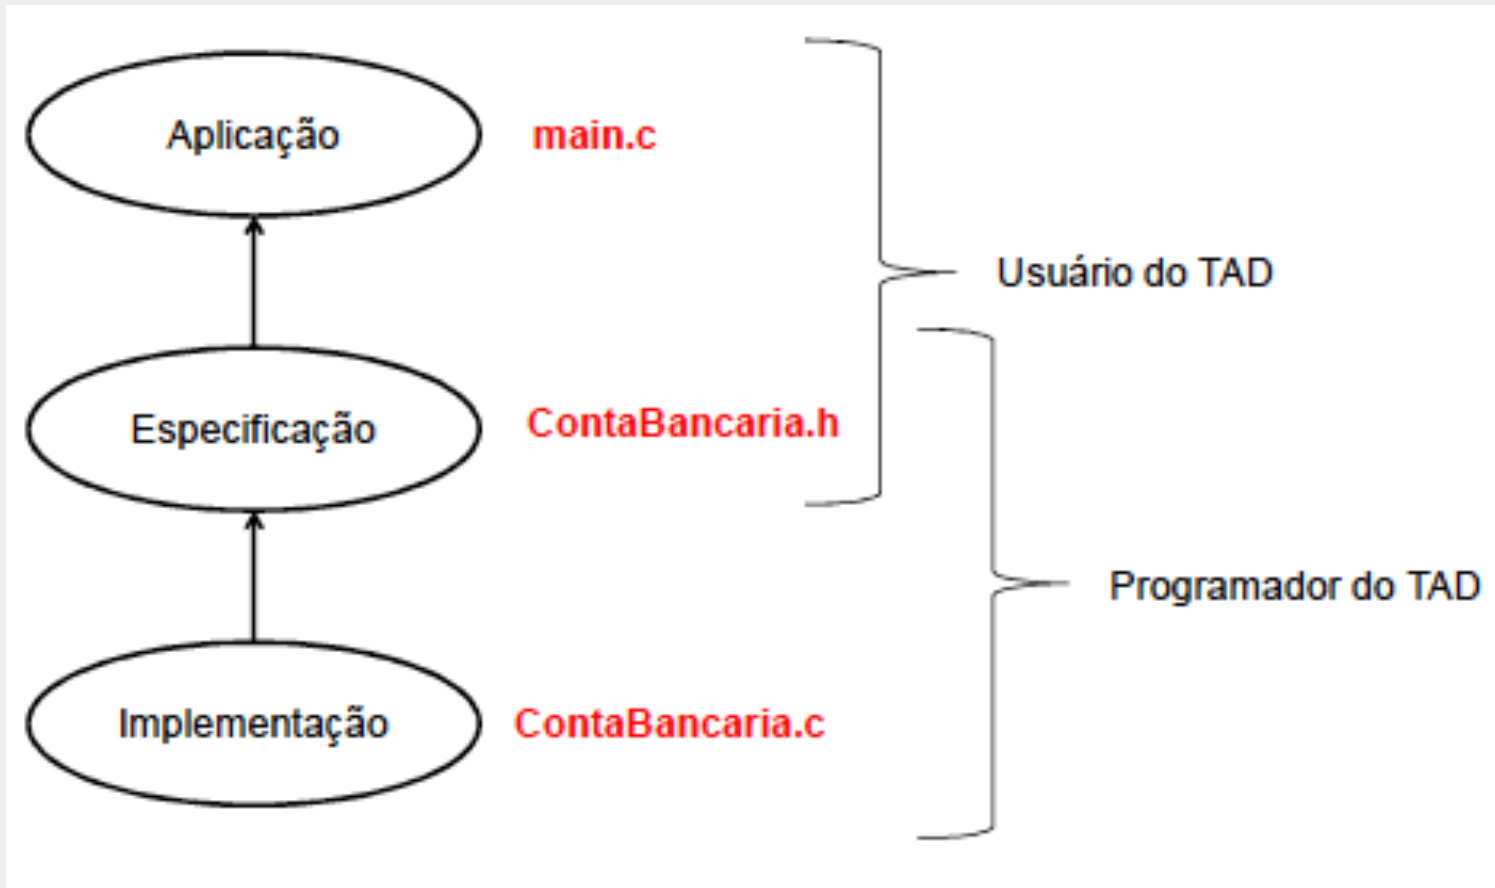 Aplicação
main.c
Usuário do TAD
Especificação
ContaBancaria.h
Programador do TAD
Implementação
ContaBancaria.c